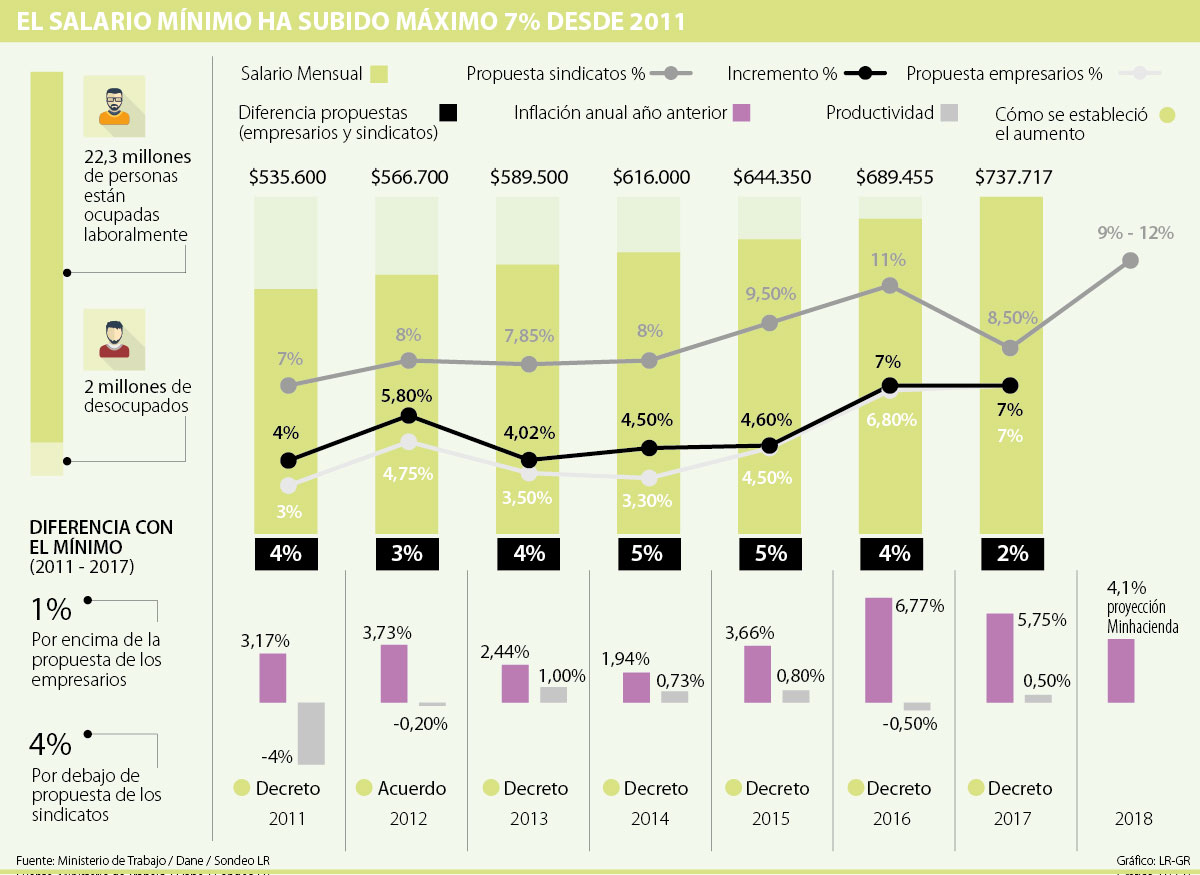 EL SALARIO MÍNIMO HA SUBIDO MÁXIMO 7% DESDE 2011
22,3 millones
de personas
están
ocupadas
laboralmente
2 millones de
desocupados
DIFERENCIA CON
EL MÍNIMO
(2011 - 2017)
1%
Por encima de la
propuesta de los
empresarios
4%
Por debajo de
propuesta de los
sindicatos
Salario Mensual
Propuesta sindicatos %
Incremento %
Propuesta empresarios %
Diferencia propuestas
(empresarios y sindicatos)
Inflación anual año anterior
Productividad
Cómo se estableció
el aumento
$535.600 $566.700 $589.500 $616.000 $644.350 $689.455 $737.717
7% 8% 7,85% 8% 9,50% 11% 8,50% 9% - 12%
4% 5,80% 4,02% 4,50% 4,60% 7% 7%
3% 4,75% 3,50% 3,30% 4,50% 6,80% 7%
4% 3% 4% 5% 5% 4% 2%
3,17% 3,73% 2,44% 1,94% 3,66% 6,77% 5,75% 4,1%
proyección
Minhacienda
-4% -0,20% 1,00% 0,73% 0,80% -0,50% 0,50%
Decreto Acuerdo Decreto Decreto Decreto Decreto Decreto
2011 2012 2013 2014 2015 2016 2017 2018
Fuente: Ministerio de Trabajo / Dane / Sondeo LR
Gráfico: LR-GR